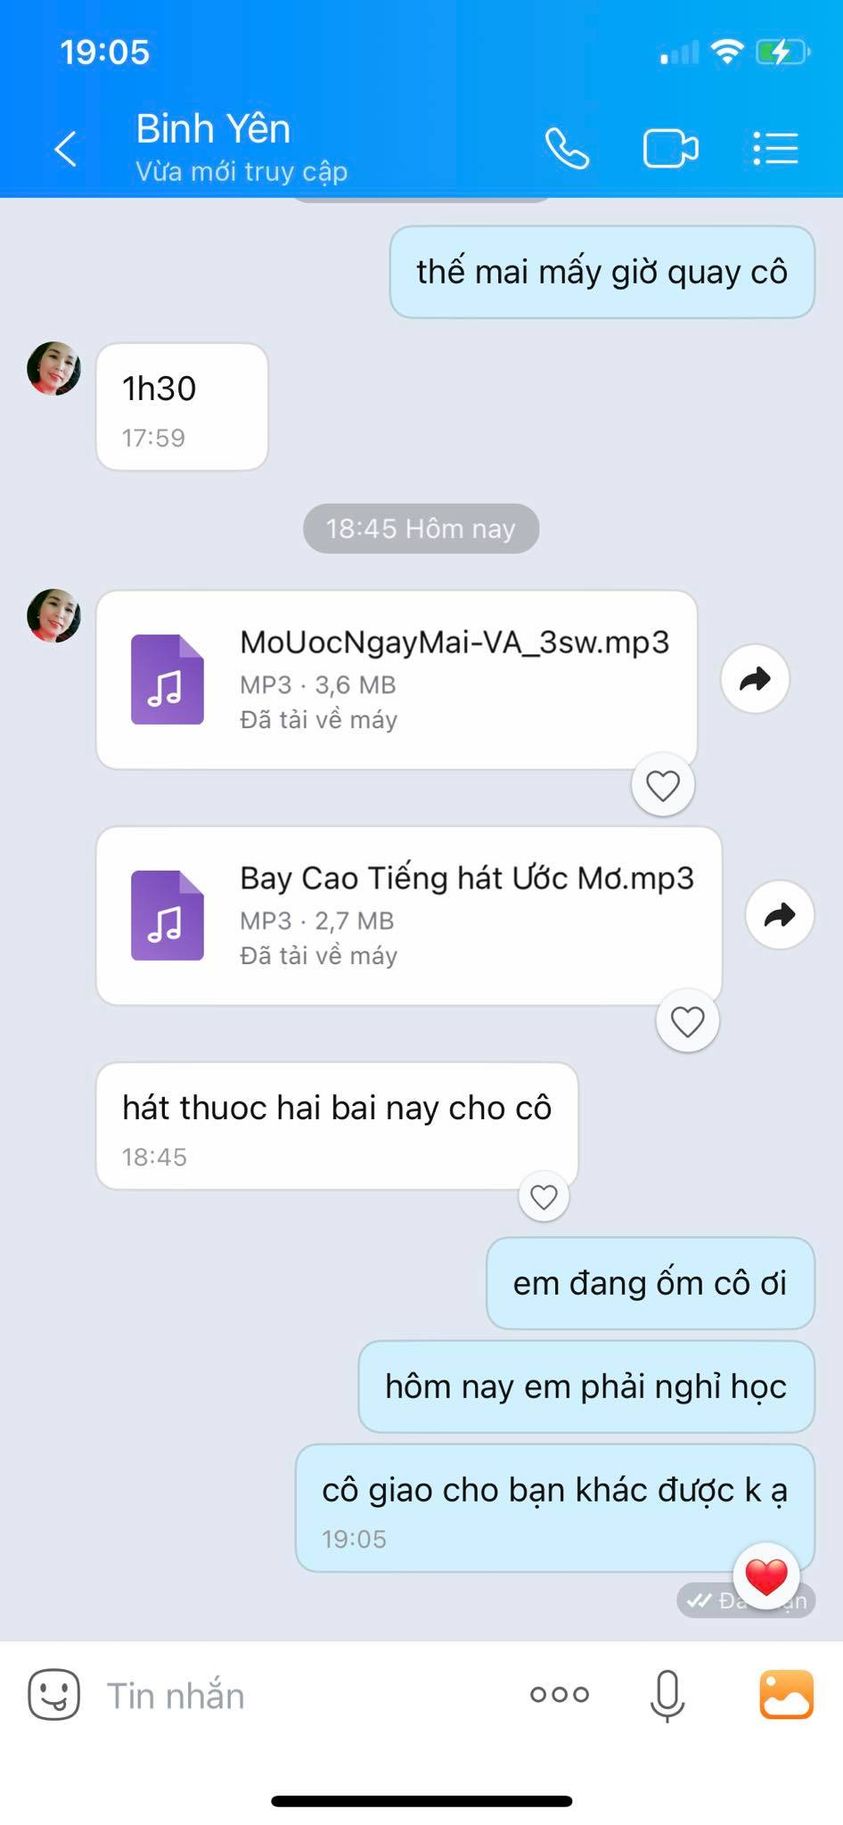 19:05
Binh Yên
Vừa mới truy cập
thế mai mấy giờ quay cô
1h30
17:59
18:45 Hôm nay
MoUocNgayMai-VA_3sw.mp3
MP3 · 3,6 MB
Đã tải về máy
Bay Cao Tiếng hát Ước Mơ.mp3
MP3 · 2,7 MB
Đã tải về máy
hát thuoc hai bai nay cho cô
18:45
em đang ốm cô ơi
hôm nay em phải nghỉ học
cô giao cho bạn khác được k ạ
19:05
Tin nhắn